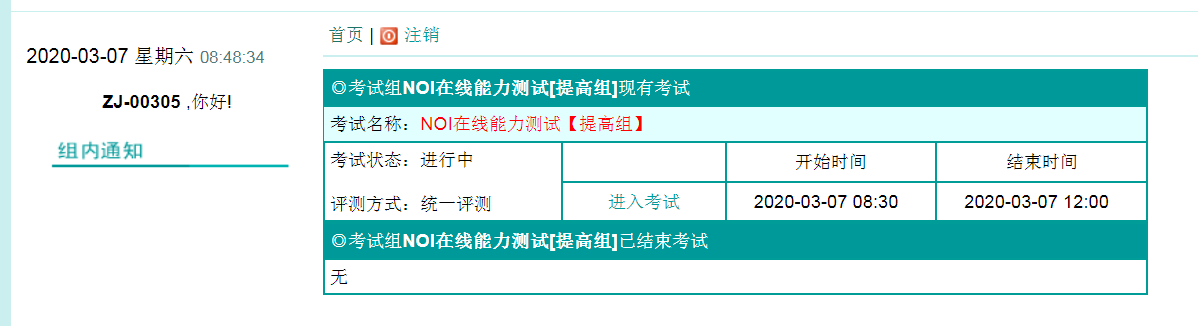 首页 | 注销
2020-03-07 星期六 08:48:34
ZJ-00305 ,你好!
组内通知
◎考试组NOI在线能力测试[提高组]现有考试
考试名称：NOI在线能力测试【提高组】
考试状态：进行中
开始时间
结束时间
评测方式：统一评测
进入考试
2020-03-07 08:30
2020-03-07 12:00
◎考试组NOI在线能力测试[提高组]已结束考试
无